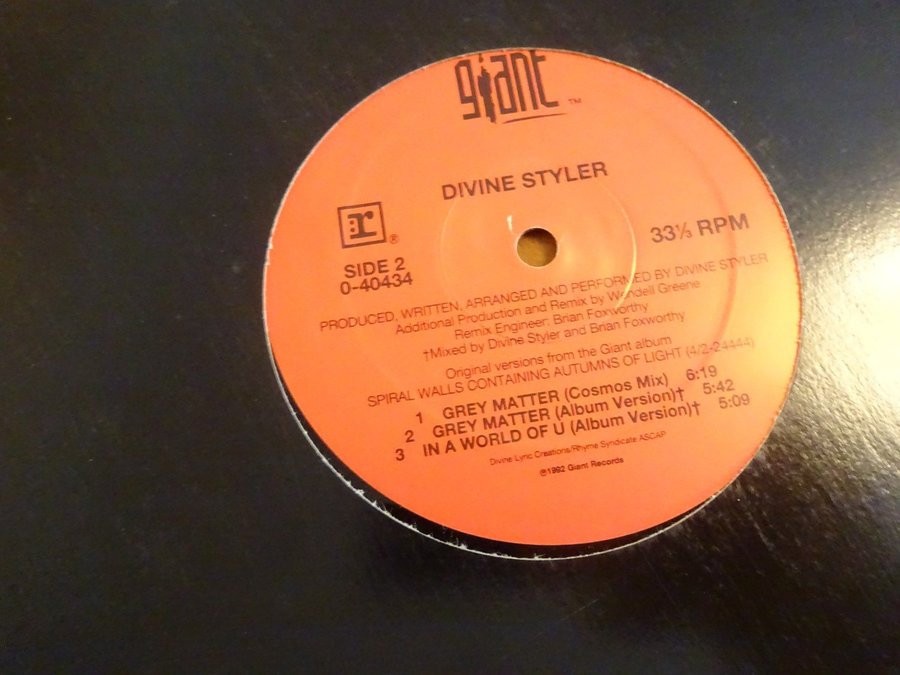 giant ™
DIVINE STYLER
r ®
SIDE 2
0-40434
33⅓ RPM
PRODUCED, WRITTEN, ARRANGED AND PERFORMED BY DIVINE STYLER
Additional Production and Remix by Wendell Greene
Remix Engineer: Brian Foxworthy
†Mixed by Divine Styler and Brian Foxworthy
Original versions from the Giant album
SPIRAL WALLS CONTAINING AUTUMNS OF LIGHT (4/2-24444)
1 GREY MATTER (Cosmos Mix) 6:19
2 GREY MATTER (Album Version)† 5:42
3 IN A WORLD OF U (Album Version)† 5:09
Divine Lyric Creations/Rhyme Syndicate ASCAP
℗1992 Giant Records